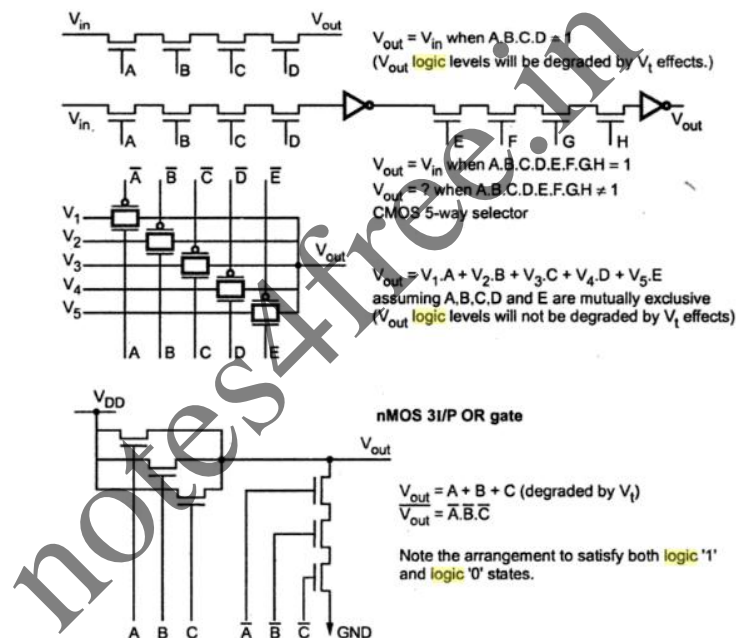 Vin Vout
A B C D
Vout = Vin when A.B.C.D = 1
(Vout logic levels will be degraded by Vt effects.)
Vin.
A B C D
E F G H
Vout
Vout = Vin when A.B.C.D.E.F.G.H = 1
Vout = ? when A.B.C.D.E.F.G.H ≠ 1
CMOS 5-way selector
A̅ B̅ C̅ D̅ E̅
V1
V2
V3
V4
V5
Vout
A B C D E
Vout = V1.A + V2.B + V3.C + V4.D + V5.E
assuming A,B,C,D and E are mutually exclusive
(Vout logic levels will not be degraded by Vt effects)
VDD
nMOS 3I/P OR gate
Vout
Vout = A + B + C (degraded by Vt)
V̅o̅u̅t̅ = A̅.B̅.C̅
Note the arrangement to satisfy both logic '1'
and logic '0' states.
A B C A̅ B̅ C̅ GND
notes4free.in